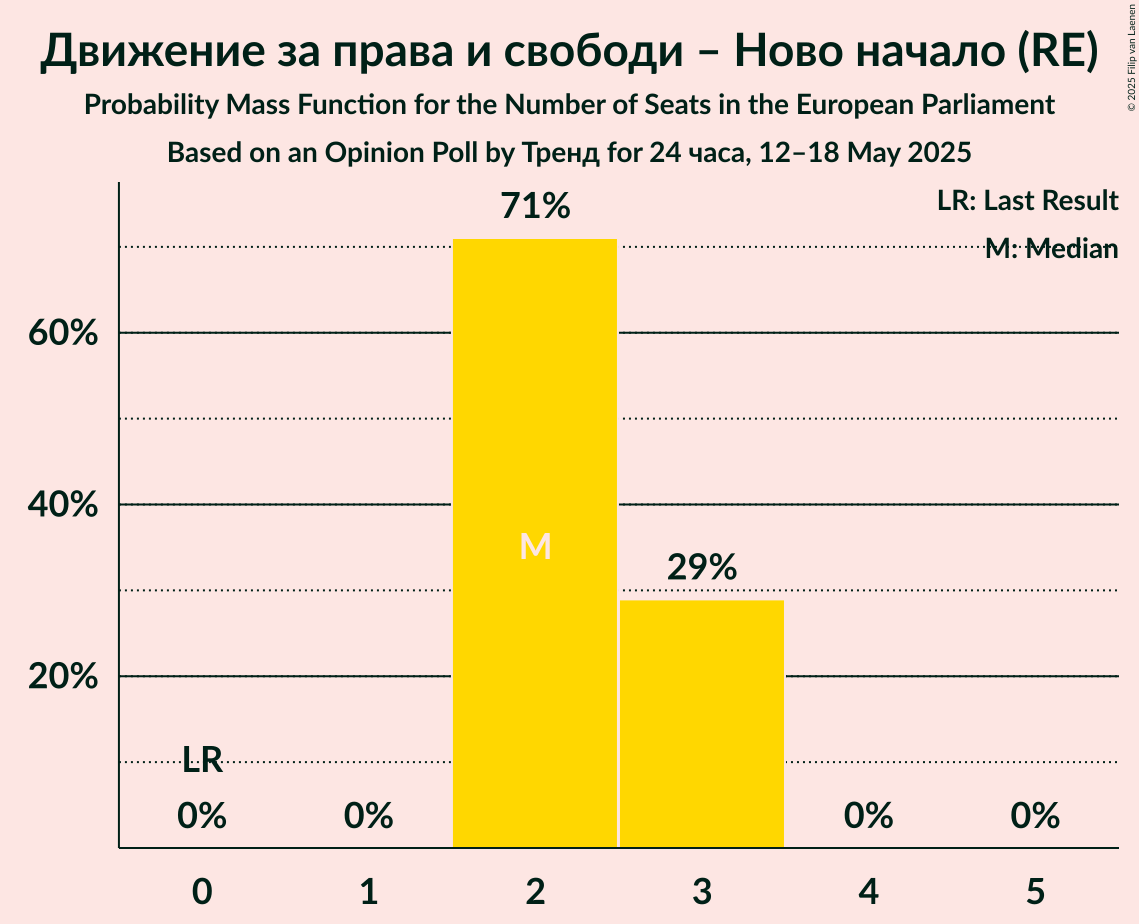 Движение за права и свободи – Ново начало (RE)
Probability Mass Function for the Number of Seats in the European Parliament
Based on an Opinion Poll by Тренд for 24 часа, 12–18 May 2025
© 2025 Filip van Laenen
LR: Last Result
M: Median
71%
60%
40%
M
29%
20%
LR
0%
0%
0%
0%
0
1
2
3
4
5